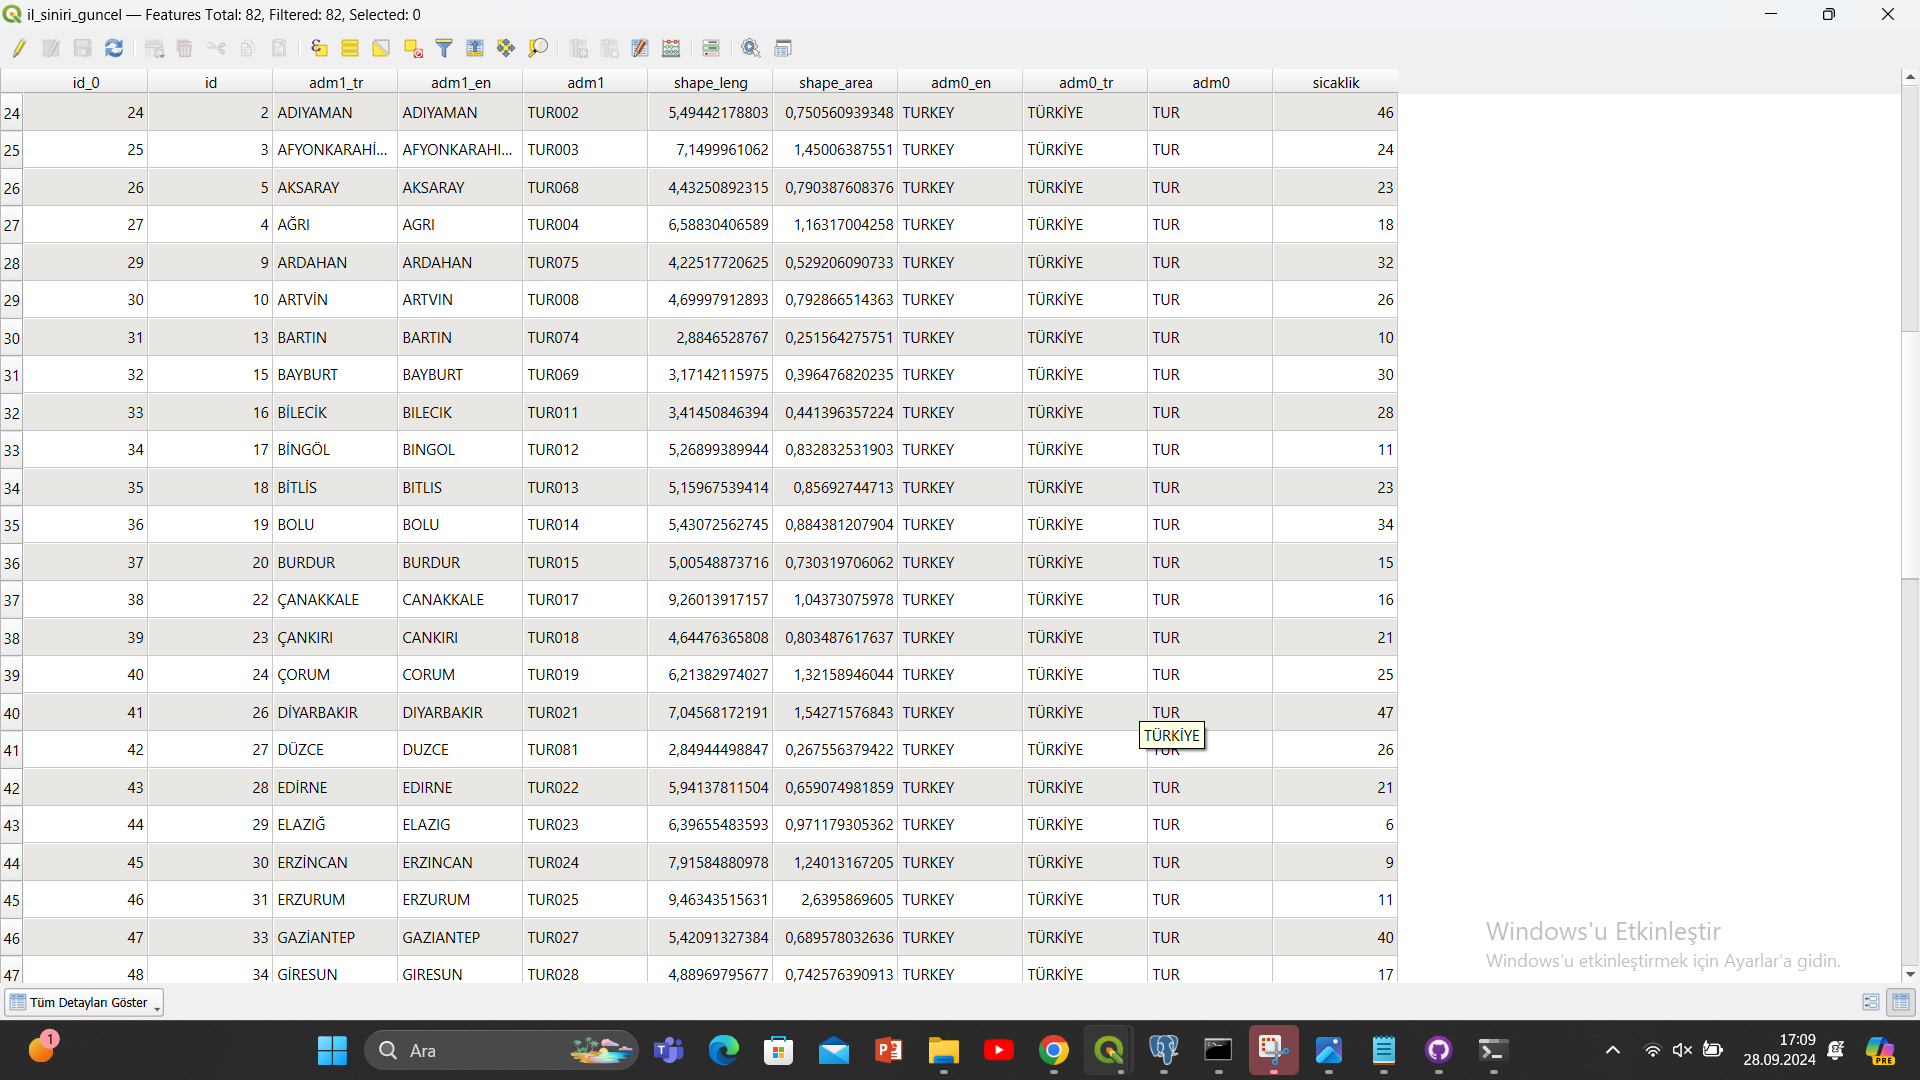 il_siniri_guncel — Features Total: 82, Filtered: 82, Selected: 0
id_0 id adm1_tr adm1_en adm1 shape_leng shape_area adm0_en adm0_tr adm0 sicaklik
24 24 2 ADIYAMAN ADIYAMAN TUR002 5,49442178803 0,750560939348 TURKEY TÜRKİYE TUR 46
25 25 3 AFYONKARAHİ... AFYONKARAHI... TUR003 7,1499961062 1,45006387551 TURKEY TÜRKİYE TUR 24
26 26 5 AKSARAY AKSARAY TUR068 4,43250892315 0,790387608376 TURKEY TÜRKİYE TUR 23
27 27 4 AĞRI AGRI TUR004 6,58830406589 1,16317004258 TURKEY TÜRKİYE TUR 18
28 29 9 ARDAHAN ARDAHAN TUR075 4,22517720625 0,529206090733 TURKEY TÜRKİYE TUR 32
29 30 10 ARTVİN ARTVIN TUR008 4,69997912893 0,792866514363 TURKEY TÜRKİYE TUR 26
30 31 13 BARTIN BARTIN TUR074 2,8846528767 0,251564275751 TURKEY TÜRKİYE TUR 10
31 32 15 BAYBURT BAYBURT TUR069 3,17142115975 0,396476820235 TURKEY TÜRKİYE TUR 30
32 33 16 BİLECİK BILECIK TUR011 3,41450846394 0,441396357224 TURKEY TÜRKİYE TUR 28
33 34 17 BİNGÖL BINGOL TUR012 5,26899389944 0,832832531903 TURKEY TÜRKİYE TUR 11
34 35 18 BİTLİS BITLIS TUR013 5,15967539414 0,85692744713 TURKEY TÜRKİYE TUR 23
35 36 19 BOLU BOLU TUR014 5,43072562745 0,884381207904 TURKEY TÜRKİYE TUR 34
36 37 20 BURDUR BURDUR TUR015 5,00548873716 0,730319706062 TURKEY TÜRKİYE TUR 15
37 38 22 ÇANAKKALE CANAKKALE TUR017 9,26013917157 1,04373075978 TURKEY TÜRKİYE TUR 16
38 39 23 ÇANKIRI CANKIRI TUR018 4,64476365808 0,803487617637 TURKEY TÜRKİYE TUR 21
39 40 24 ÇORUM CORUM TUR019 6,21382974027 1,32158946044 TURKEY TÜRKİYE TUR 25
40 41 26 DİYARBAKIR DIYARBAKIR TUR021 7,04568172191 1,54271576843 TURKEY TÜRKİYE TUR 47
TÜRKİYE
41 42 27 DÜZCE DUZCE TUR081 2,84944498847 0,267556379422 TURKEY TÜRKİYE TUR 26
42 43 28 EDİRNE EDIRNE TUR022 5,94137811504 0,659074981859 TURKEY TÜRKİYE TUR 21
43 44 29 ELAZIĞ ELAZIG TUR023 6,39655483593 0,971179305362 TURKEY TÜRKİYE TUR 6
44 45 30 ERZİNCAN ERZINCAN TUR024 7,91584880978 1,24013167205 TURKEY TÜRKİYE TUR 9
45 46 31 ERZURUM ERZURUM TUR025 9,46343515631 2,6395869605 TURKEY TÜRKİYE TUR 11
46 47 33 GAZİANTEP GAZIANTEP TUR027 5,42091327384 0,689578032636 TURKEY TÜRKİYE TUR 40
47 48 34 GİRESUN GIRESUN TUR028 4,88969795677 0,742576390913 TURKEY TÜRKİYE TUR 17
Windows'u Etkinleştir
Windows'u etkinleştirmek için Ayarlar'a gidin.
Tüm Detayları Göster
1
Ara
17:09
28.09.2024
PRE